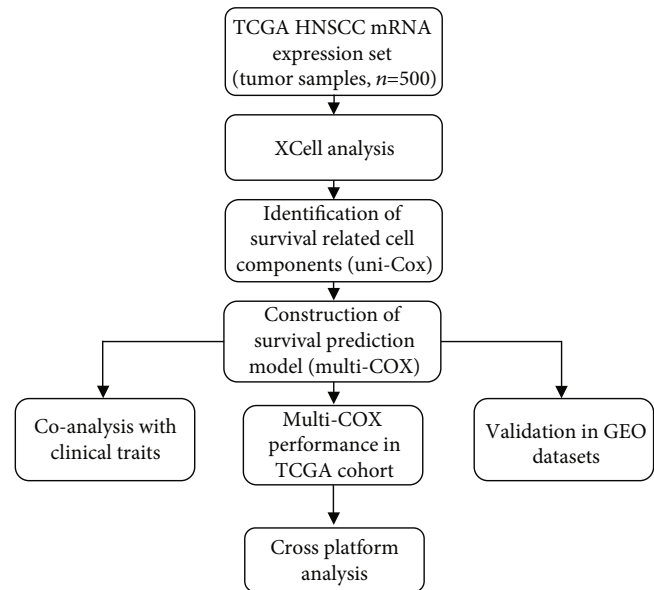 TCGA HNSCC mRNA
expression set
(tumor samples, n=500)
XCell analysis
Identification of
survival related cell
components (uni-Cox)
Construction of
survival prediction
model (multi-COX)
Co-analysis with
clinical traits
Multi-COX
performance in
TCGA cohort
Validation in GEO
datasets
Cross platform
analysis